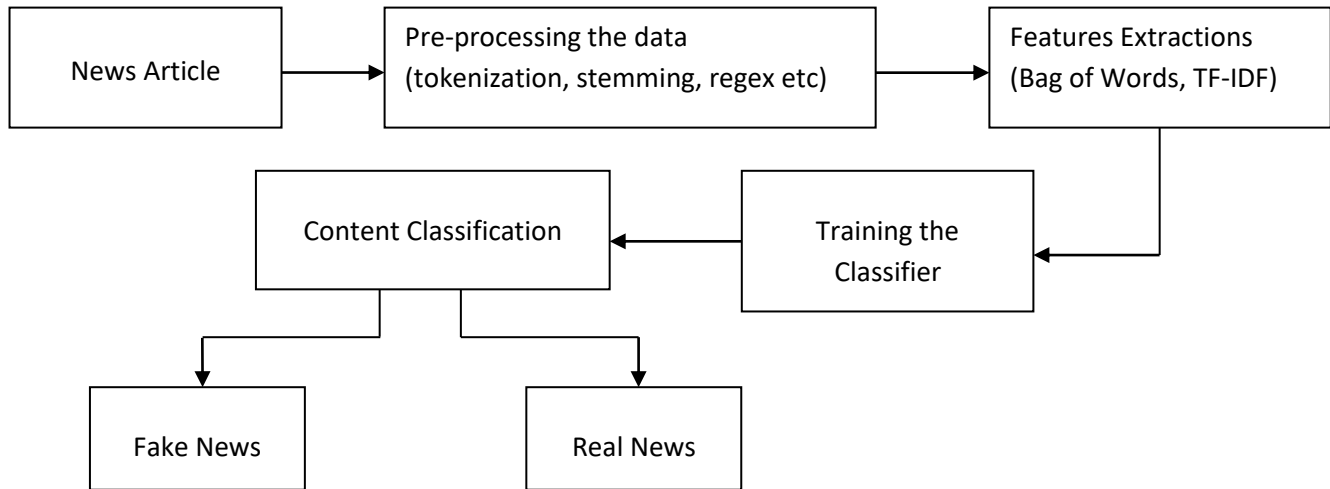 News Article
Pre-processing the data
(tokenization, stemming, regex etc)
Features Extractions
(Bag of Words, TF-IDF)
Content Classification
Training the
Classifier
Fake News
Real News